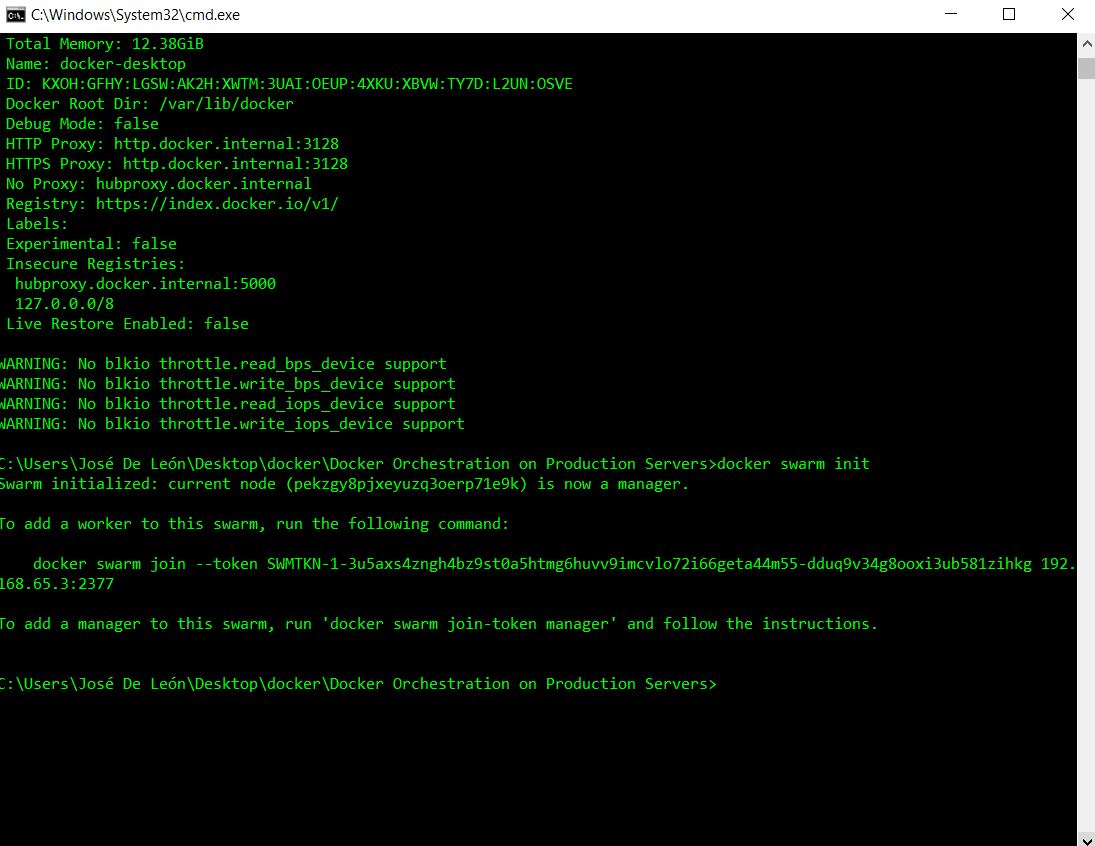 C:\Windows\System32\cmd.exe
Total Memory: 12.38GiB
Name: docker-desktop
ID: KXOH:GFHY:LGSW:AK2H:XWTM:3UAI:OEUP:4XKU:XBVW:TY7D:L2UN:OSVE
Docker Root Dir: /var/lib/docker
Debug Mode: false
HTTP Proxy: http.docker.internal:3128
HTTPS Proxy: http.docker.internal:3128
No Proxy: hubproxy.docker.internal
Registry: https://index.docker.io/v1/
Labels:
Experimental: false
Insecure Registries:
hubproxy.docker.internal:5000
127.0.0.0/8
Live Restore Enabled: false
WARNING: No blkio throttle.read_bps_device support
WARNING: No blkio throttle.write_bps_device support
WARNING: No blkio throttle.read_iops_device support
WARNING: No blkio throttle.write_iops_device support
C:\Users\José De León\Desktop\docker\Docker Orchestration on Production Servers>docker swarm init
Swarm initialized: current node (pekzgy8pjxeyuzq3oerp71e9k) is now a manager.
To add a worker to this swarm, run the following command:
docker swarm join --token SWMTKN-1-3u5axs4zngh4bz9st0a5htmg6huvv9imcvlo72i66geta44m55-dduq9v34g8ooxi3ub581zihkg 192.
168.65.3:2377
To add a manager to this swarm, run 'docker swarm join-token manager' and follow the instructions.
C:\Users\José De León\Desktop\docker\Docker Orchestration on Production Servers>